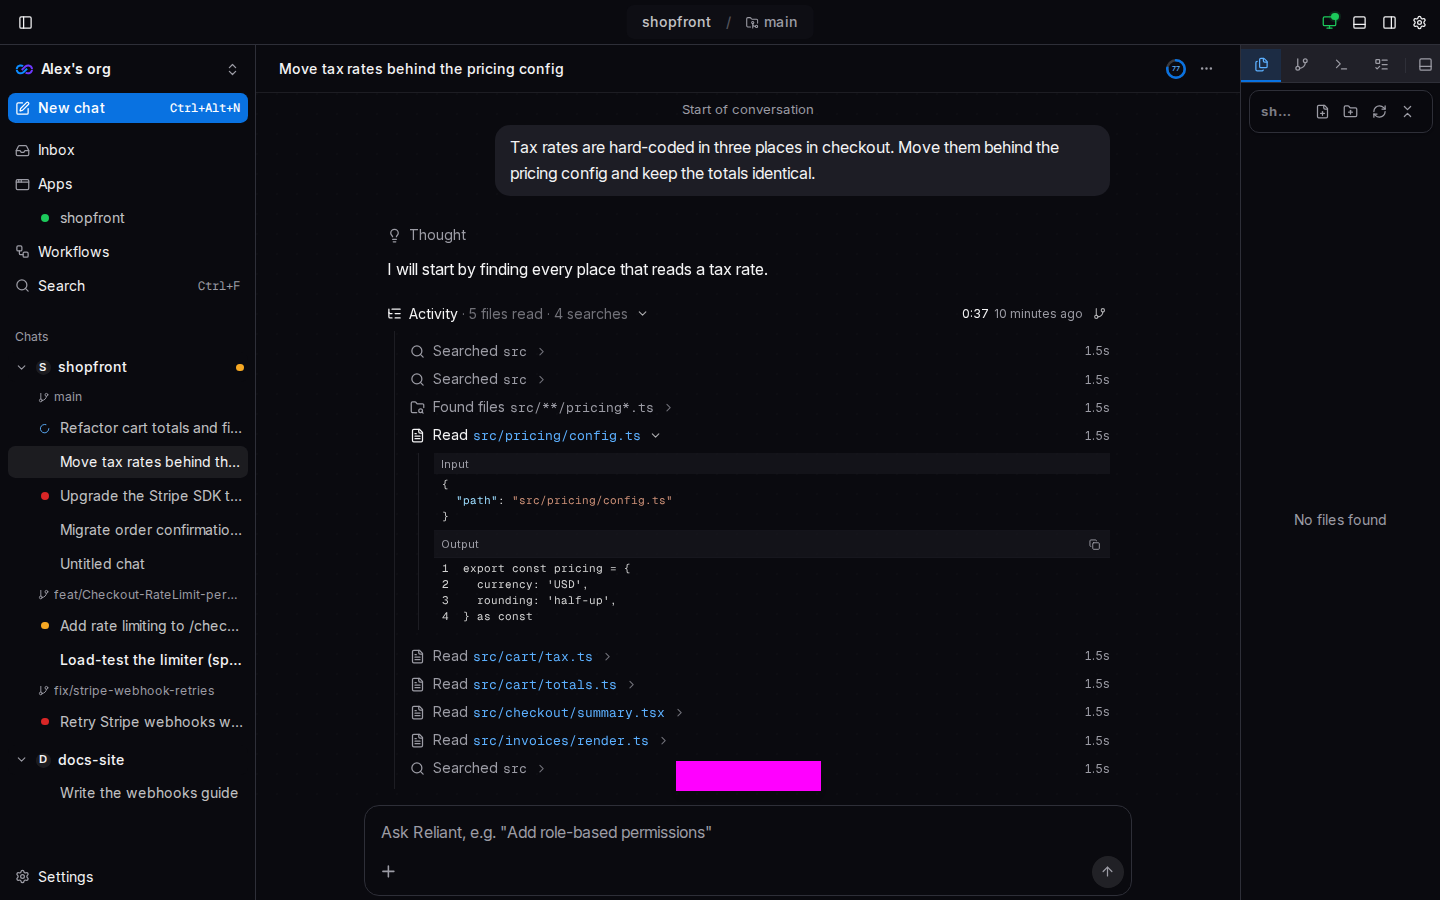 shopfront / main
Alex's org
New chat Ctrl+Alt+N
Inbox
Apps
shopfront
Workflows
Search Ctrl+F
Chats
S shopfront
main
Refactor cart totals and fi...
Move tax rates behind th...
Upgrade the Stripe SDK t...
Migrate order confirmatio...
Untitled chat
feat/Checkout-RateLimit-per...
Add rate limiting to /chec...
Load-test the limiter (sp...
fix/stripe-webhook-retries
Retry Stripe webhooks w...
D docs-site
Write the webhooks guide
Settings
Move tax rates behind the pricing config
77
Start of conversation
Tax rates are hard-coded in three places in checkout. Move them behind the
pricing config and keep the totals identical.
Thought
I will start by finding every place that reads a tax rate.
Activity · 5 files read · 4 searches 0:37 10 minutes ago
Searched src 1.5s
Searched src 1.5s
Found files src/**/pricing*.ts 1.5s
Read src/pricing/config.ts 1.5s
Input
{
"path": "src/pricing/config.ts"
}
Output
1 export const pricing = {
2 currency: 'USD',
3 rounding: 'half-up',
4 } as const
Read src/cart/tax.ts 1.5s
Read src/cart/totals.ts 1.5s
Read src/checkout/summary.tsx 1.5s
Read src/invoices/render.ts 1.5s
Searched src 1.5s
Ask Reliant, e.g. "Add role-based permissions"
sh...
No files found